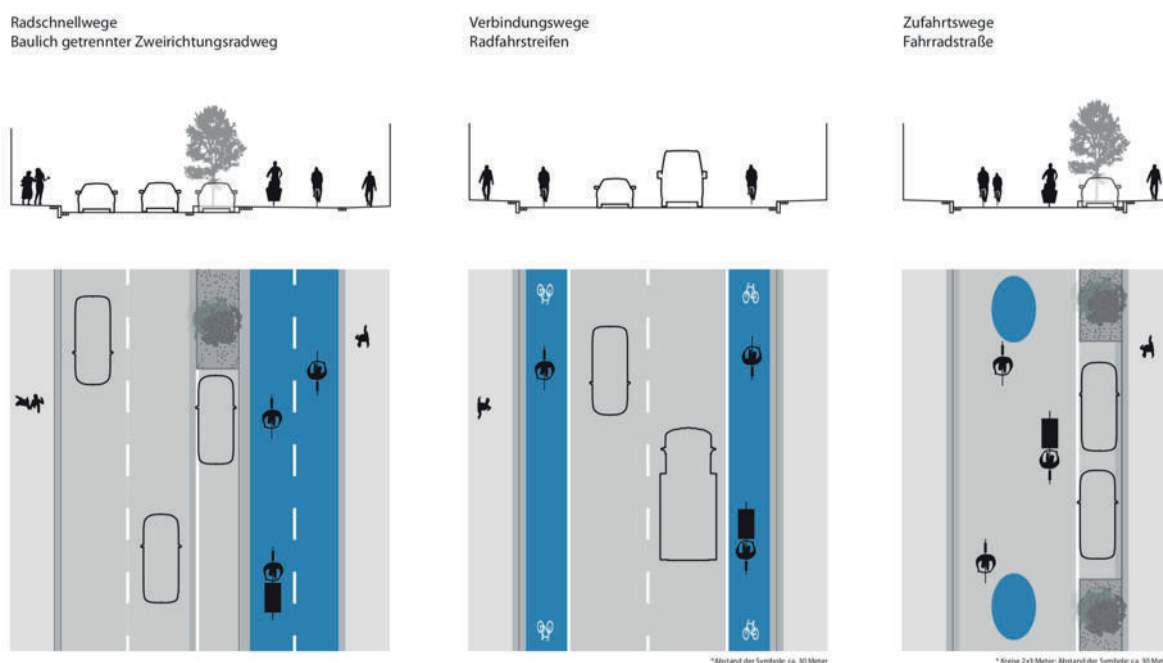 Radschnellwege
Baulich getrennter Zweirichtungsradweg
Verbindungswege
Radfahrstreifen
Zufahrtswege
Fahrradstraße
*Abstand der Symbole: ca. 30 Meter
* Kreise 2x3 Meter; Abstand der Symbole: ca. 30 Met